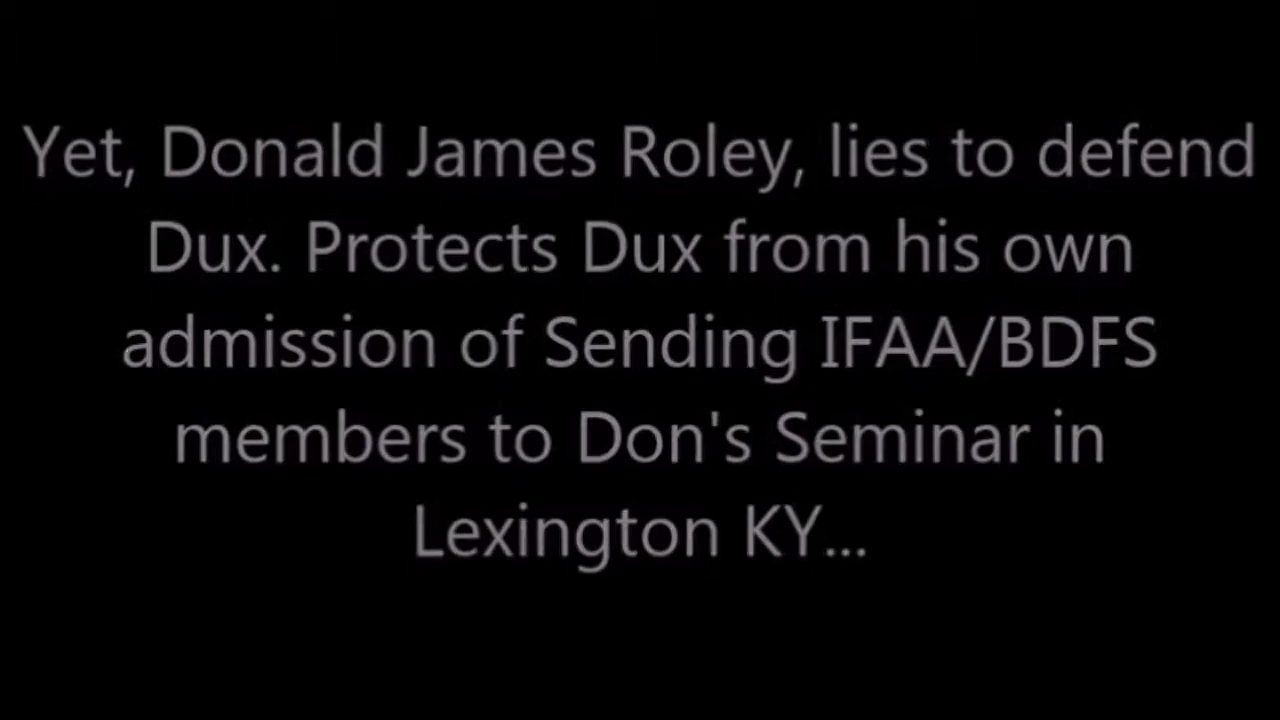 Yet, Donald James Roley, lies to defend
Dux. Protects Dux from his own
admission of Sending IFAA/BDFS
members to Don's Seminar in
Lexington KY...